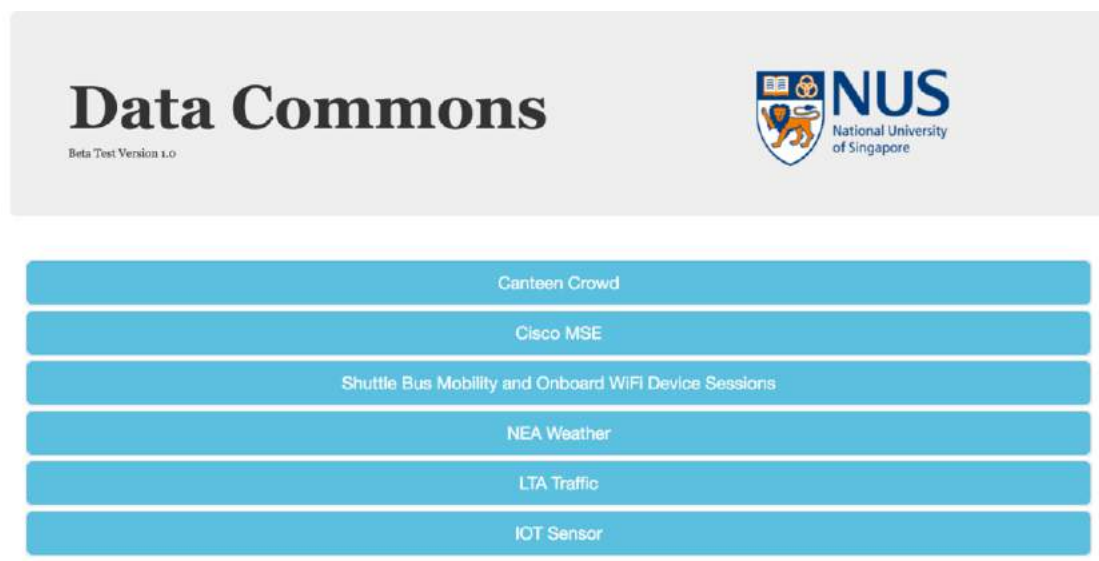 Data Commons
Beta Test Version 1.0
NUS
National University
of Singapore
Canteen Crowd
Cisco MSE
Shuttle Bus Mobility and Onboard WiFi Device Sessions
NEA Weather
LTA Traffic
IOT Sensor